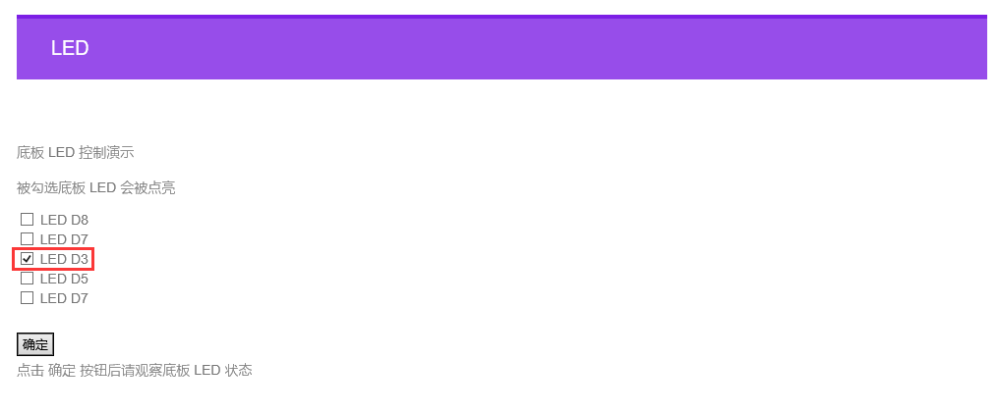 LED
底板 LED 控制演示
被勾选底板 LED 会被点亮
LED D8
LED D7
LED D3
LED D5
LED D7
确定
点击 确定 按钮后请观察底板 LED 状态